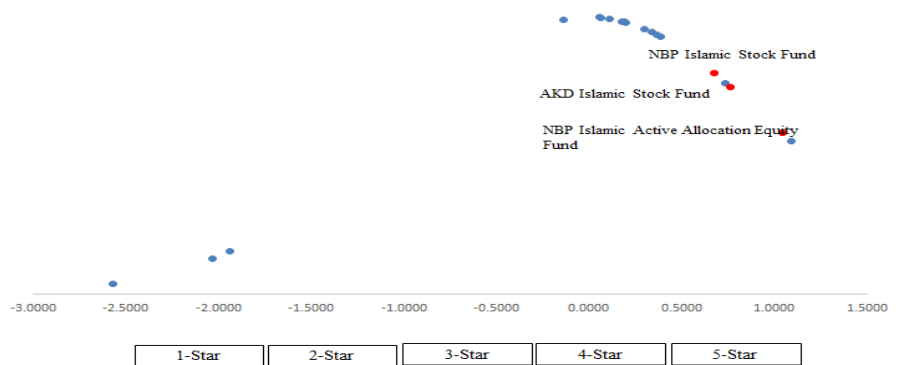 NBP Islamic Stock Fund
AKD Islamic Stock Fund
NBP Islamic Active Allocation Equity
Fund
-3.0000 -2.5000 -2.0000 -1.5000 -1.0000 -0.5000 0.0000 0.5000 1.0000 1.5000
1-Star 2-Star 3-Star 4-Star 5-Star